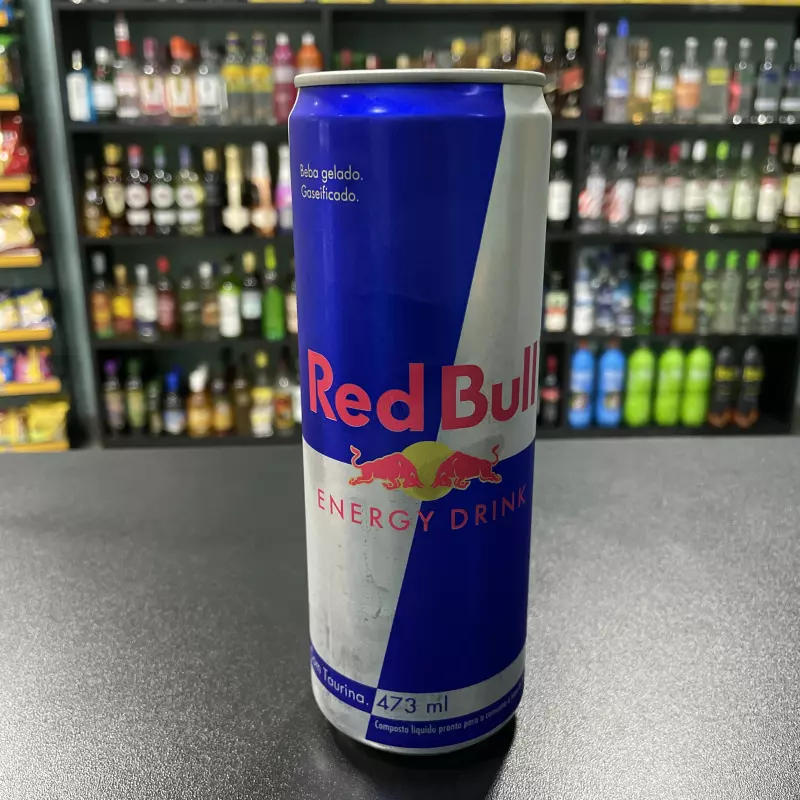 Beba gelado.
Gaseificado.
Red Bull
ENERGY DRINK
Taurina.
473 ml
Composto líquido pronto para o consumo